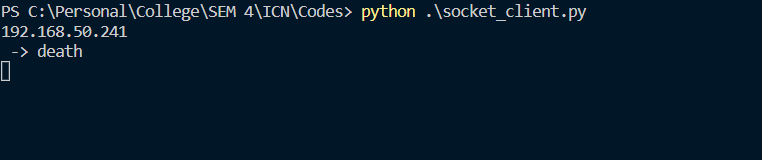 PS C:\Personal\College\SEM 4\ICN\Codes> python .\socket_client.py
192.168.50.241
 -> death